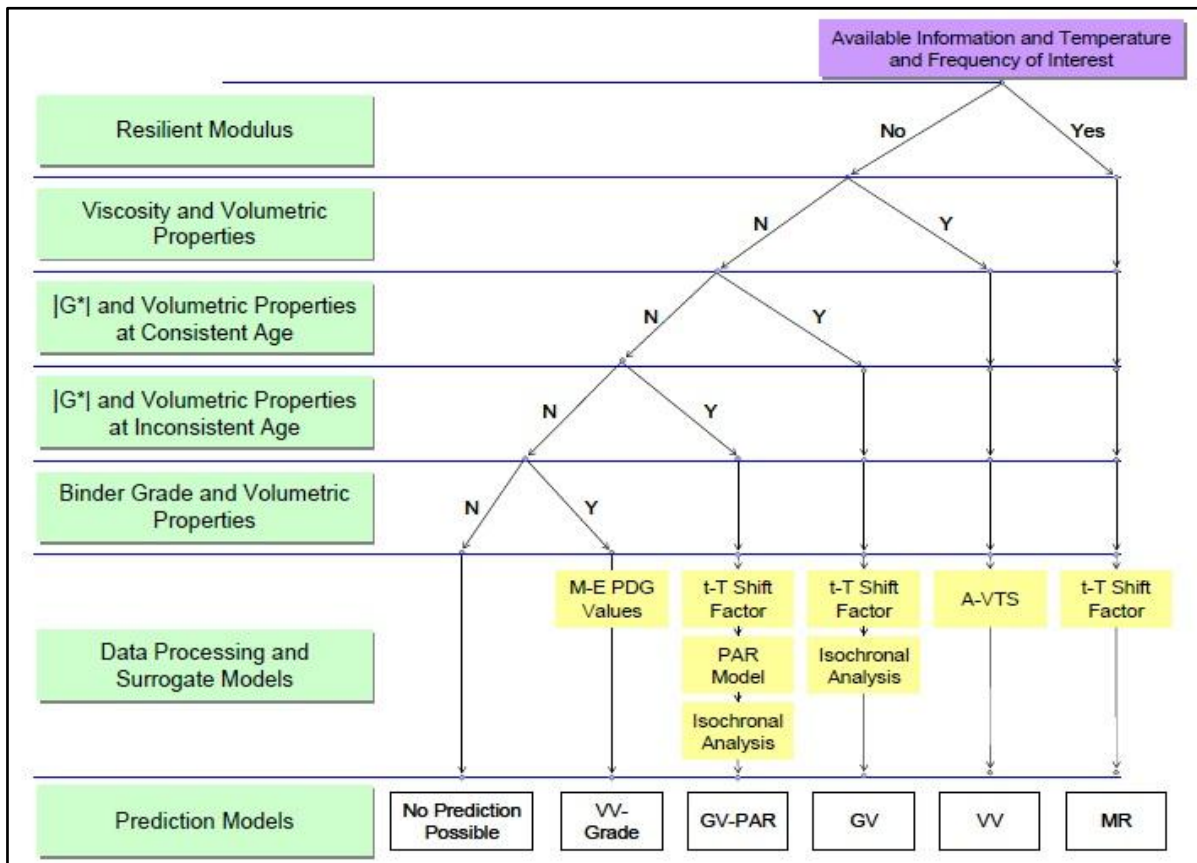 Available Information and Temperature
and Frequency of Interest
Resilient Modulus
No
Yes
Viscosity and Volumetric
Properties
N
Y
|G*| and Volumetric Properties
at Consistent Age
N
Y
|G*| and Volumetric Properties
at Inconsistent Age
N
Y
Binder Grade and Volumetric
Properties
N
Y
Data Processing and
Surrogate Models
M-E PDG
Values
t-T Shift
Factor
PAR
Model
Isochronal
Analysis
t-T Shift
Factor
Isochronal
Analysis
A-VTS
t-T Shift
Factor
Prediction Models
No Prediction
Possible
VV-
Grade
GV-PAR
GV
VV
MR